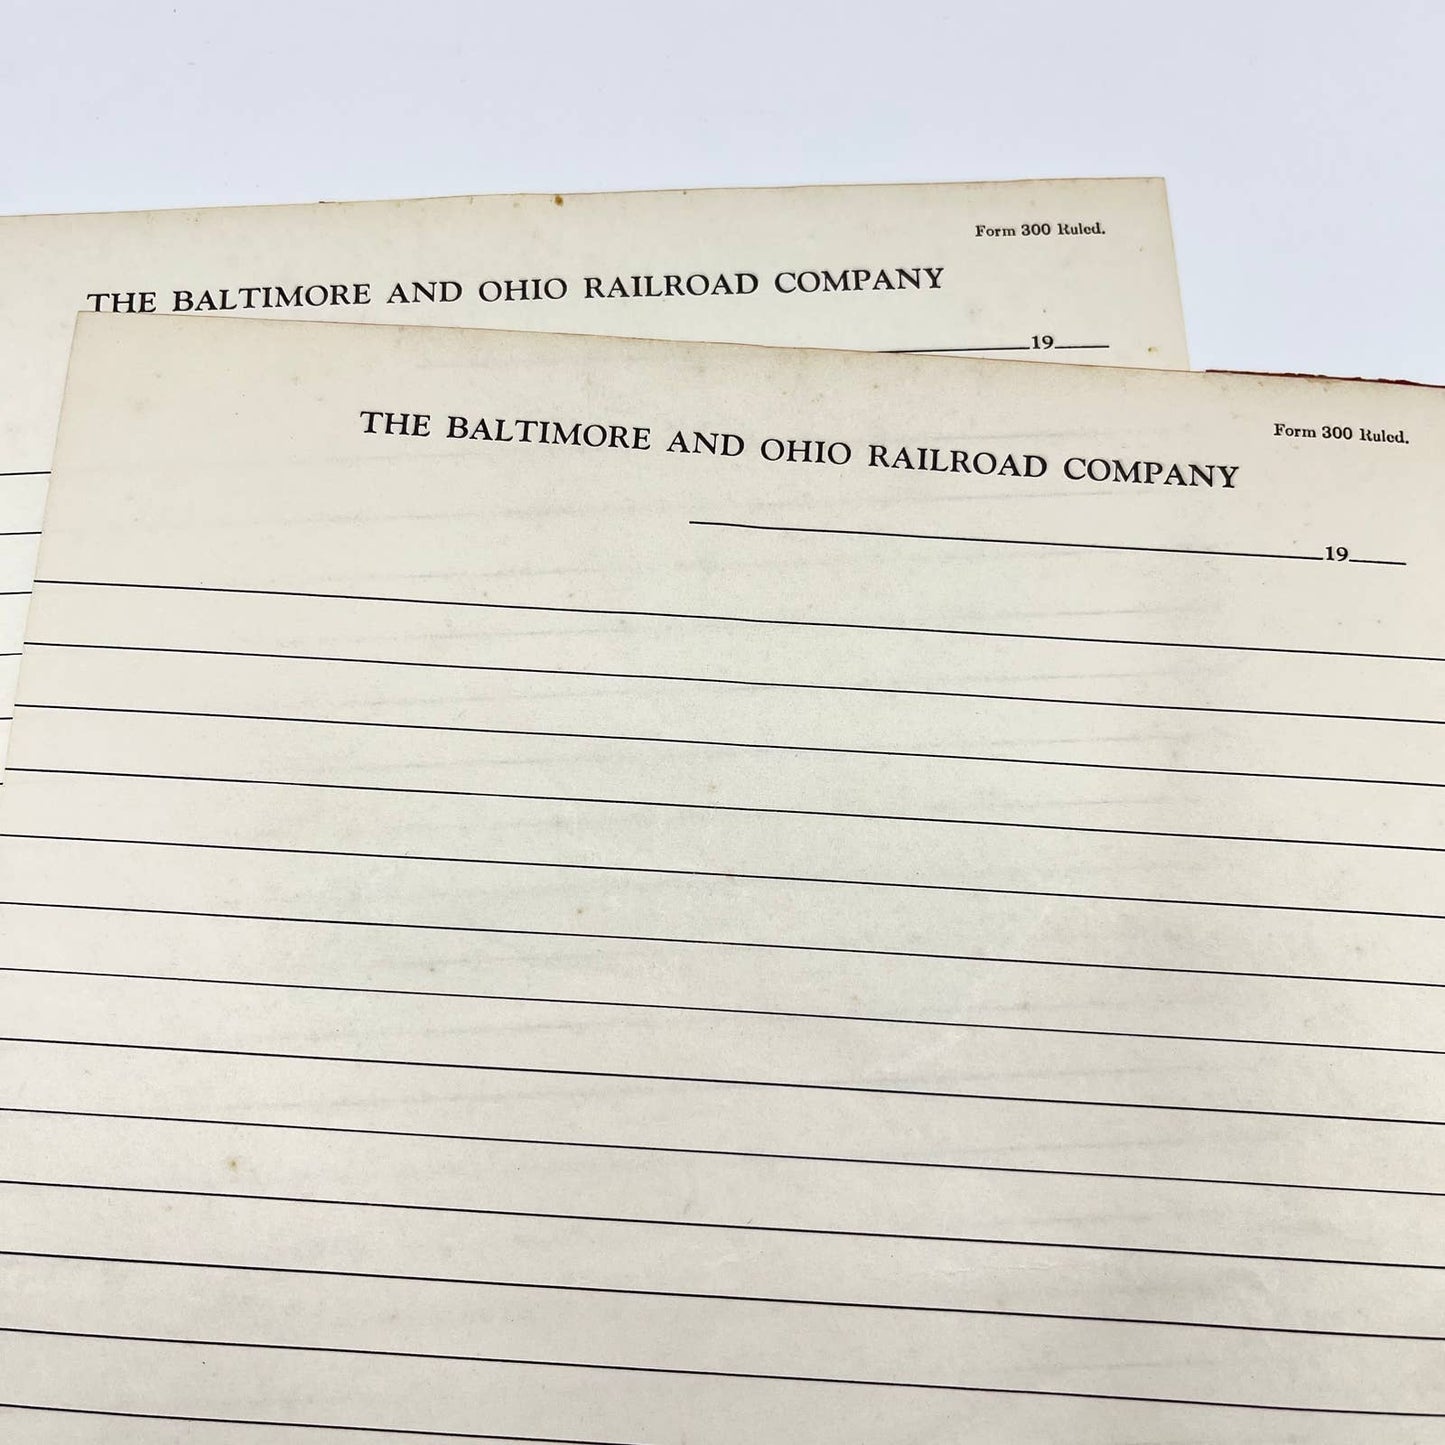 Form 300 Ruled.
THE BALTIMORE AND OHIO RAILROAD COMPANY
19
Form 300 Ruled.
THE BALTIMORE AND OHIO RAILROAD COMPANY
19